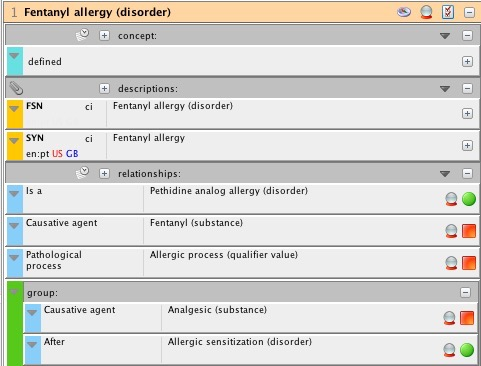 1 Fentanyl allergy (disorder)
concept:
defined
descriptions:
FSN ci Fentanyl allergy (disorder)
SYN ci Fentanyl allergy
en:pt US GB
relationships:
Is a Pethidine analog allergy (disorder)
Causative agent Fentanyl (substance)
Pathological process Allergic process (qualifier value)
group:
Causative agent Analgesic (substance)
After Allergic sensitization (disorder)